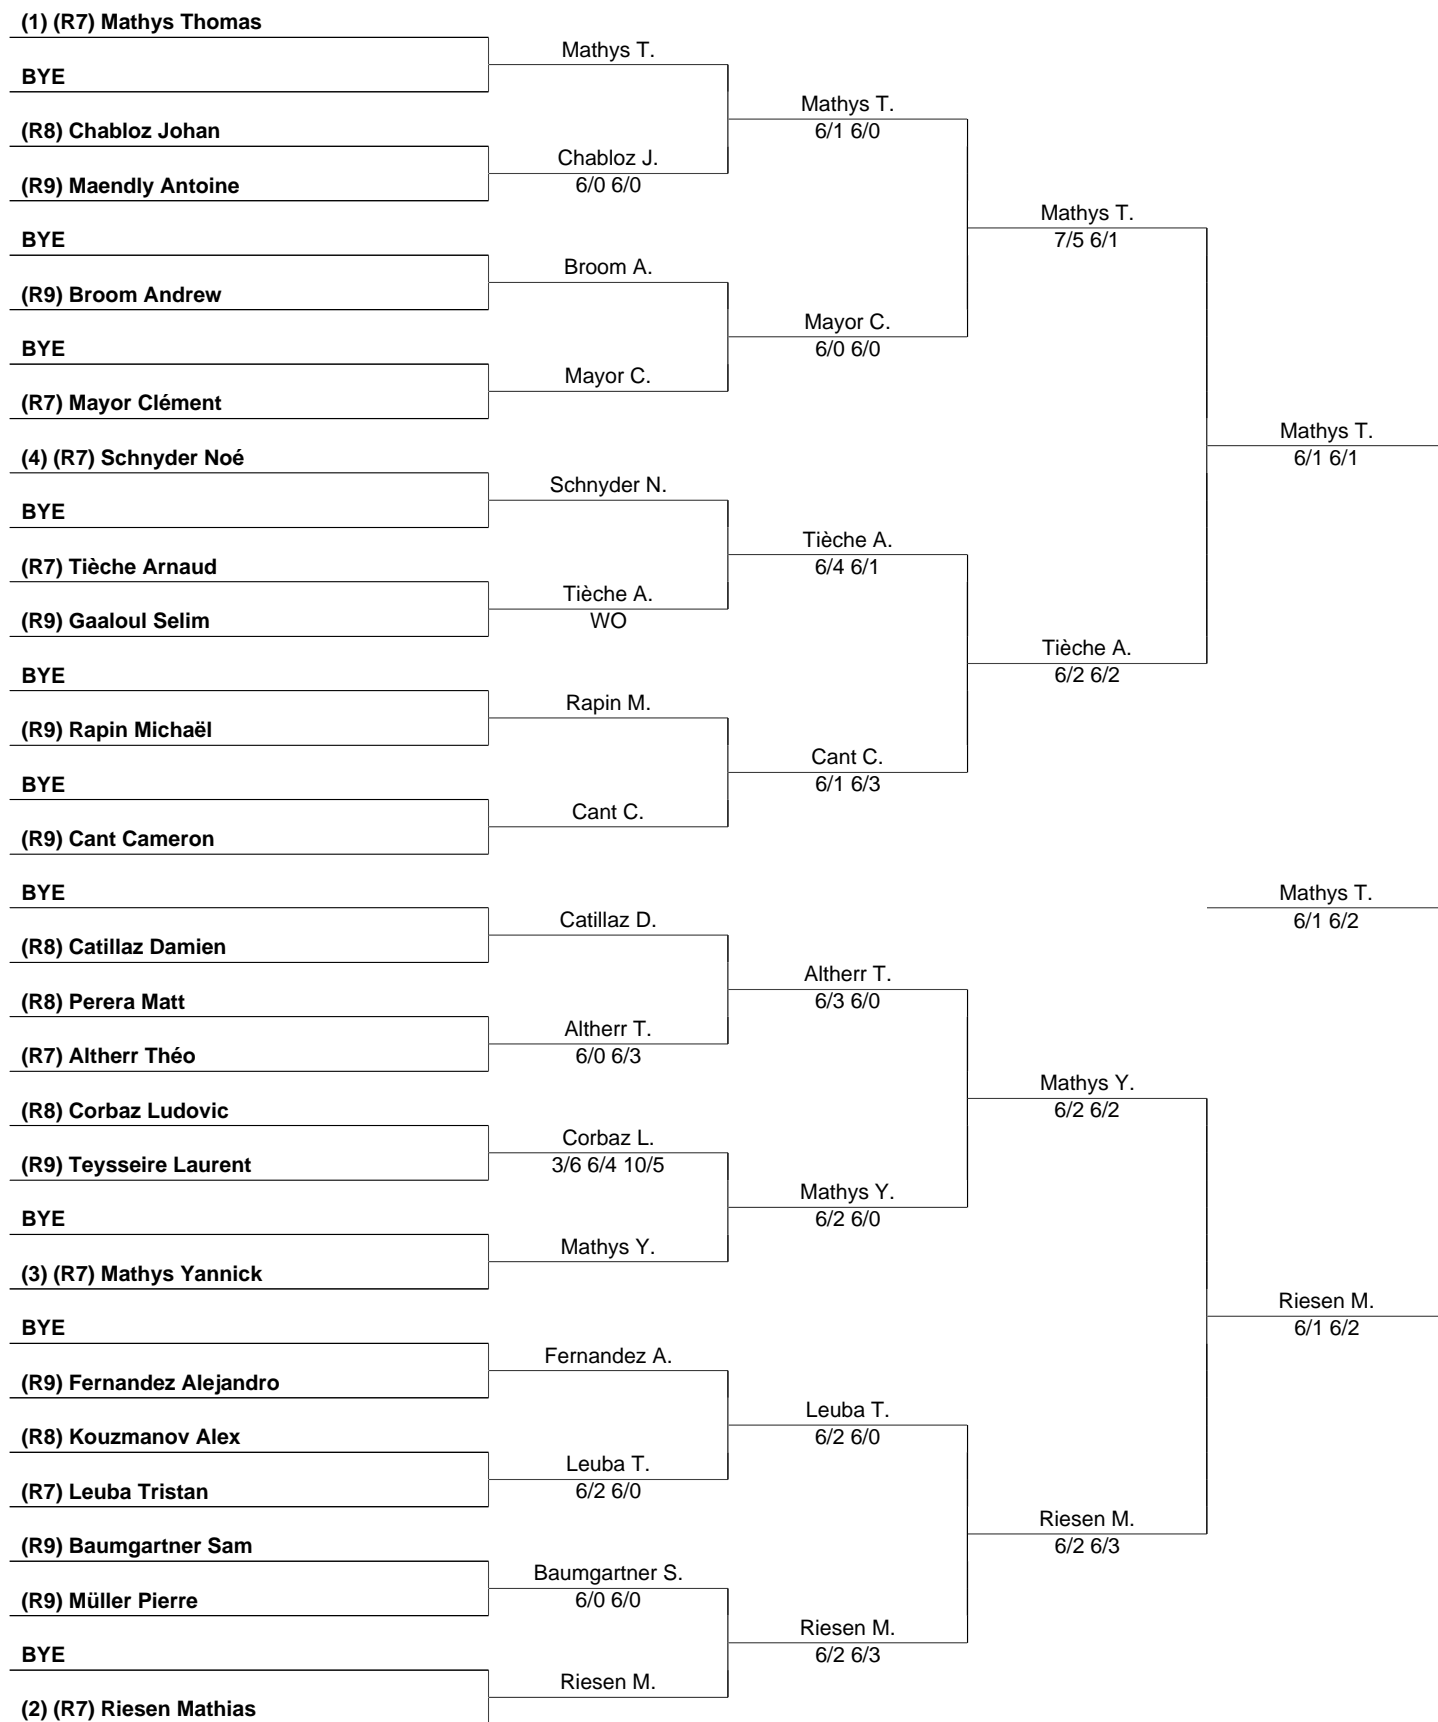 (1) (R7) Mathys Thomas
BYE
(R8) Chabloz Johan
(R9) Maendly Antoine
BYE
(R9) Broom Andrew
BYE
(R7) Mayor Clément
(4) (R7) Schnyder Noé
BYE
(R7) Tièche Arnaud
(R9) Gaaloul Selim
BYE
(R9) Rapin Michaël
BYE
(R9) Cant Cameron
BYE
(R8) Catillaz Damien
(R8) Perera Matt
(R7) Altherr Théo
(R8) Corbaz Ludovic
(R9) Teysseire Laurent
BYE
(3) (R7) Mathys Yannick
BYE
(R9) Fernandez Alejandro
(R8) Kouzmanov Alex
(R7) Leuba Tristan
(R9) Baumgartner Sam
(R9) Müller Pierre
BYE
(2) (R7) Riesen Mathias
Mathys T.
Chabloz J.
6/0 6/0
Broom A.
Mayor C.
Schnyder N.
Tièche A.
WO
Rapin M.
Cant C.
Catillaz D.
Altherr T.
6/0 6/3
Corbaz L.
3/6 6/4 10/5
Mathys Y.
Fernandez A.
Leuba T.
6/2 6/0
Baumgartner S.
6/0 6/0
Riesen M.
Mathys T.
6/1 6/0
Mayor C.
6/0 6/0
Tièche A.
6/4 6/1
Cant C.
6/1 6/3
Altherr T.
6/3 6/0
Mathys Y.
6/2 6/0
Leuba T.
6/2 6/0
Riesen M.
6/2 6/3
Mathys T.
7/5 6/1
Tièche A.
6/2 6/2
Mathys Y.
6/2 6/2
Riesen M.
6/2 6/3
Mathys T.
6/1 6/1
Mathys T.
6/1 6/2
Riesen M.
6/1 6/2